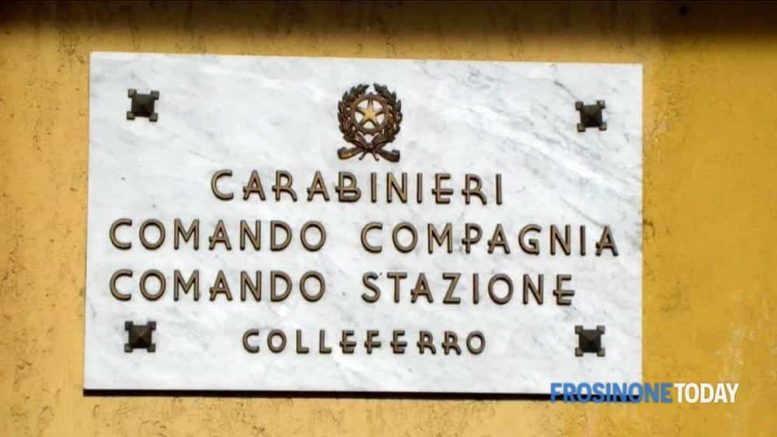 CARABINIERI
COMANDO COMPAGNIA
COMANDO STAZIONE
COLLEFERRO
FROSINONETODAY